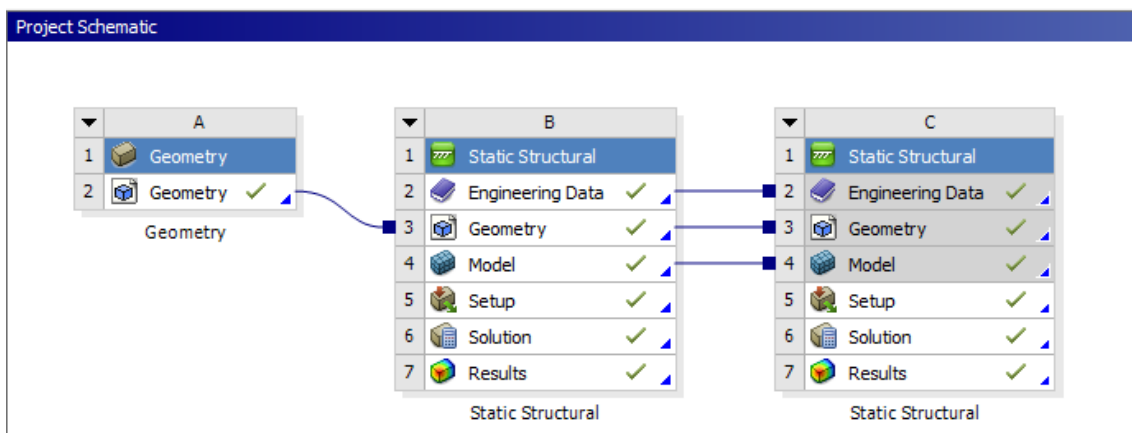 Project Schematic
A
1 Geometry
2 Geometry
Geometry
B
1 Static Structural
2 Engineering Data
3 Geometry
4 Model
5 Setup
6 Solution
7 Results
Static Structural
C
1 Static Structural
2 Engineering Data
3 Geometry
4 Model
5 Setup
6 Solution
7 Results
Static Structural